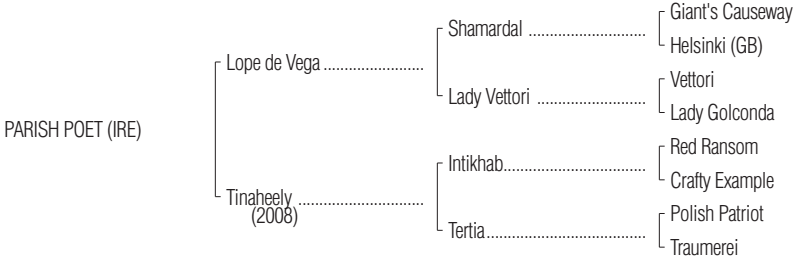 Giant's Causeway
Shamardal ..............................
Helsinki (GB)
Lope de Vega .........................
Vettori
Lady Vettori ............................
Lady Golconda
PARISH POET (IRE)
Red Ransom
Intikhab....................................
Crafty Example
Tinaheely ...............................
(2008)
Polish Patriot
Tertia........................................
Traumerei